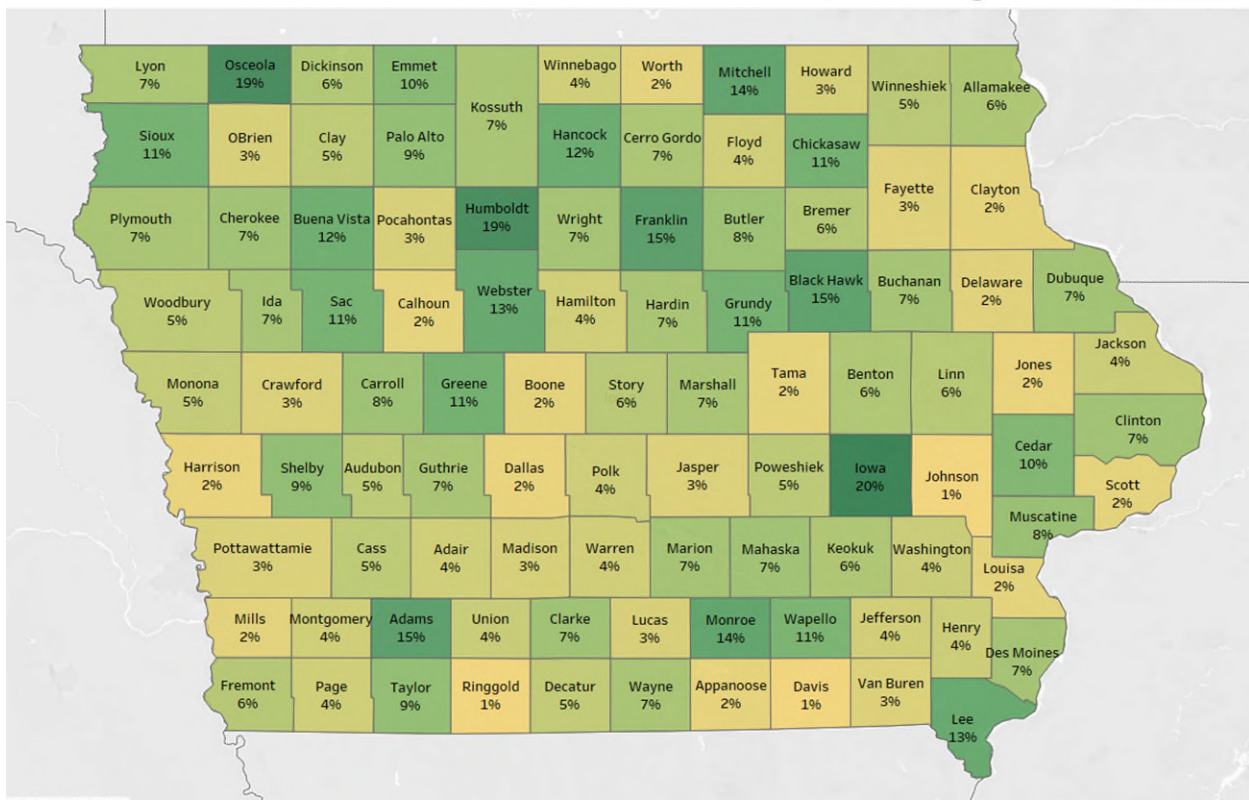 Lyon
7%
Osceola
19%
Dickinson
6%
Emmet
10%
Kossuth
7%
Winnebago
4%
Worth
2%
Mitchell
14%
Howard
3%
Winneshiek
5%
Allamakee
6%
Sioux
11%
OBrien
3%
Clay
5%
Palo Alto
9%
Hancock
12%
Cerro Gordo
7%
Floyd
4%
Chickasaw
11%
Fayette
3%
Clayton
2%
Plymouth
7%
Cherokee
7%
Buena Vista
12%
Pocahontas
3%
Humboldt
19%
Wright
7%
Franklin
15%
Butler
8%
Bremer
6%
Woodbury
5%
Ida
7%
Sac
11%
Calhoun
2%
Webster
13%
Hamilton
4%
Hardin
7%
Grundy
11%
Black Hawk
15%
Buchanan
7%
Delaware
2%
Dubuque
7%
Monona
5%
Crawford
3%
Carroll
8%
Greene
11%
Boone
2%
Story
6%
Marshall
7%
Tama
2%
Benton
6%
Linn
6%
Jones
2%
Jackson
4%
Clinton
7%
Harrison
2%
Shelby
9%
Audubon
5%
Guthrie
7%
Dallas
2%
Polk
4%
Jasper
3%
Poweshiek
5%
Iowa
20%
Johnson
1%
Cedar
10%
Scott
2%
Muscatine
8%
Pottawattamie
3%
Cass
5%
Adair
4%
Madison
3%
Warren
4%
Marion
7%
Mahaska
7%
Keokuk
6%
Washington
4%
Louisa
2%
Mills
2%
Montgomery
4%
Adams
15%
Union
4%
Clarke
7%
Lucas
3%
Monroe
14%
Wapello
11%
Jefferson
4%
Henry
4%
Des Moines
7%
Fremont
6%
Page
4%
Taylor
9%
Ringgold
1%
Decatur
5%
Wayne
7%
Appanoose
2%
Davis
1%
Van Buren
3%
Lee
13%